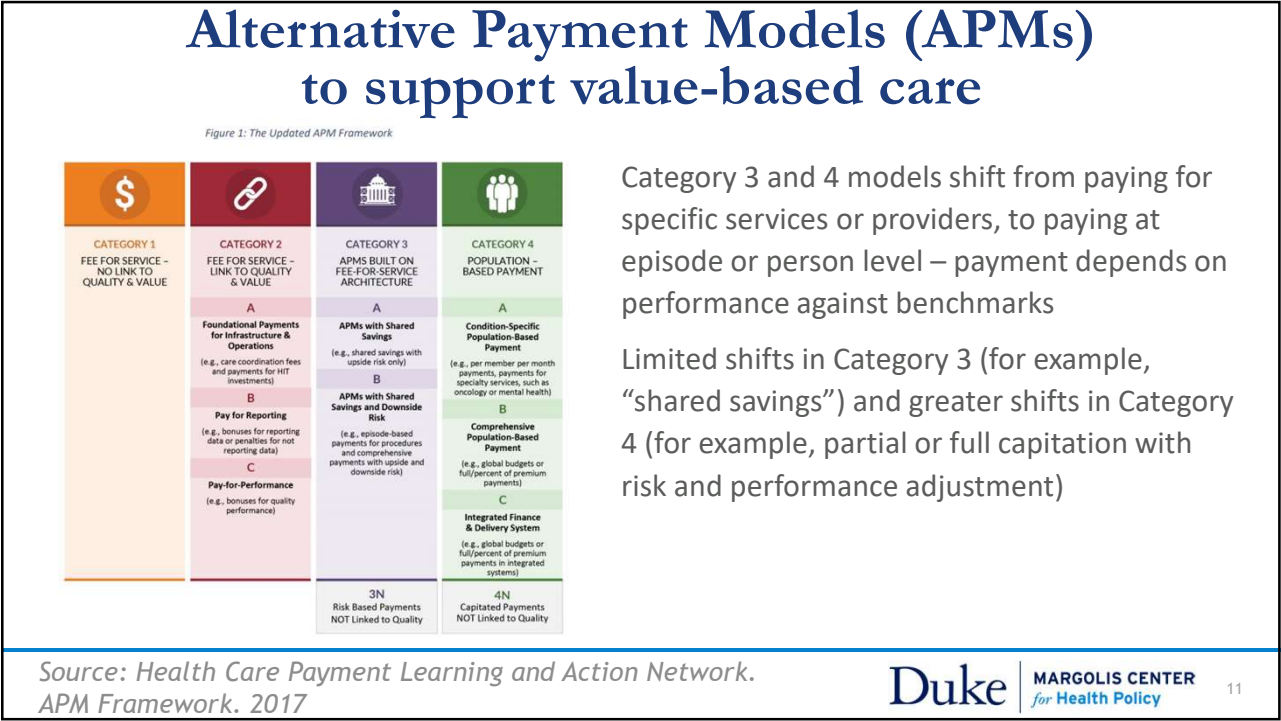 Alternative Payment Models (APMs)
to support value-based care
Figure 1: The Updated APM Framework
$
CATEGORY 1
FEE FOR SERVICE –
NO LINK TO
QUALITY & VALUE
CATEGORY 2
FEE FOR SERVICE –
LINK TO QUALITY
& VALUE
A
Foundational Payments
for Infrastructure &
Operations
(e.g., care coordination fees
and payments for HIT
investments)
B
Pay for Reporting
(e.g., bonuses for reporting
data or penalties for not
reporting data)
C
Pay-for-Performance
(e.g., bonuses for quality
performance)
CATEGORY 3
APMS BUILT ON
FEE-FOR-SERVICE
ARCHITECTURE
A
APMs with Shared
Savings
(e.g., shared savings with
upside risk only)
B
APMs with Shared
Savings and Downside
Risk
(e.g., episode-based
payments for procedures
and comprehensive
payments with upside and
downside risk)
3N
Risk Based Payments
NOT Linked to Quality
CATEGORY 4
POPULATION –
BASED PAYMENT
A
Condition-Specific
Population-Based
Payment
(e.g., per member per month
payments, payments for
specialty services, such as
oncology or mental health)
B
Comprehensive
Population-Based
Payment
(e.g., global budgets or
full/percent of premium
payments)
C
Integrated Finance
& Delivery System
(e.g., global budgets or
full/percent of premium
payments in integrated
systems)
4N
Capitated Payments
NOT Linked to Quality
Category 3 and 4 models shift from paying for
specific services or providers, to paying at
episode or person level – payment depends on
performance against benchmarks
Limited shifts in Category 3 (for example,
“shared savings”) and greater shifts in Category
4 (for example, partial or full capitation with
risk and performance adjustment)
Source: Health Care Payment Learning and Action Network.
APM Framework. 2017
Duke
MARGOLIS CENTER
for Health Policy
11